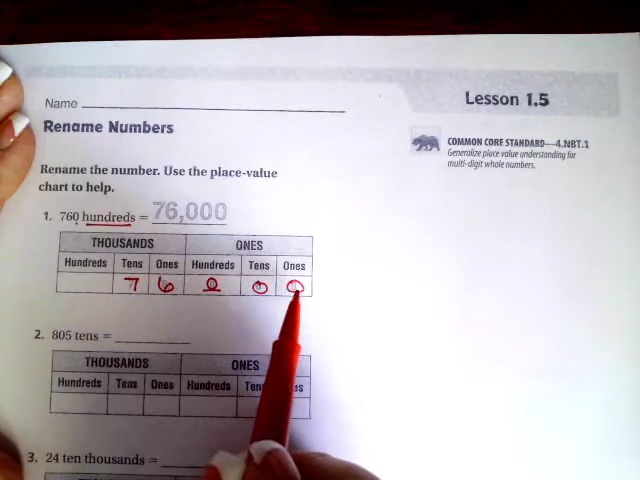 Name
Lesson 1.5
Rename Numbers
COMMON CORE STANDARD—4.NBT.1
Generalize place value understanding for
multi-digit whole numbers.
Rename the number. Use the place-value
chart to help.
1. 760 hundreds = 76,000
THOUSANDS ONES
Hundreds Tens Ones Hundreds Tens Ones
7 6 0 0 0
2. 805 tens =
THOUSANDS ONES
Hundreds Tens Ones Hundreds
3. 24 ten thousands =